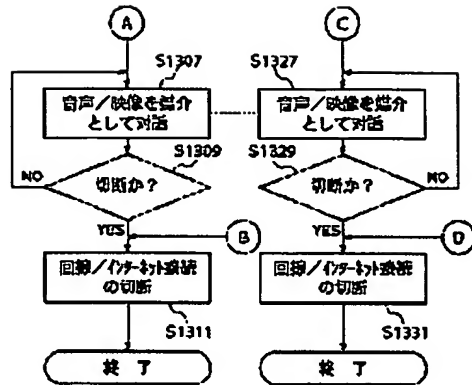 A
C
S1307
S1327
音声／映像を媒介
として対話
音声／映像を媒介
として対話
S1309
S1329
NO
切断か？
切断か？
NO
YES
B
YES
D
回線／インターネット接続
の切断
回線／インターネット接続
の切断
S1311
S1331
終 了
終 了